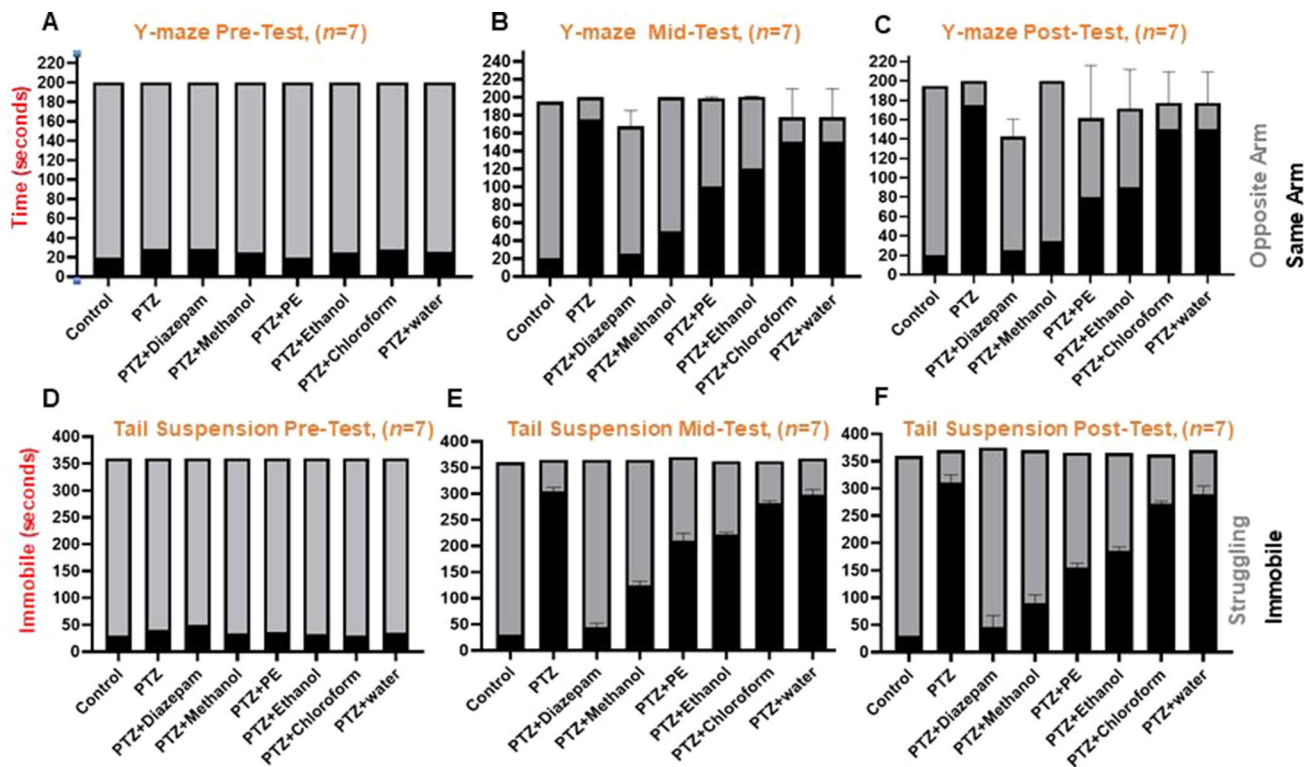 A
Y-maze Pre-Test, (n=7)
Time (seconds)
220
200
180
160
140
120
100
80
60
40
20
0
Control
PTZ
PTZ+Diazepam
PTZ+Methanol
PTZ+PE
PTZ+Ethanol
PTZ+Chloroform
PTZ+water
B
Y-maze Mid-Test, (n=7)
240
220
200
180
160
140
120
100
80
60
40
20
0
Control
PTZ
PTZ+Diazepam
PTZ+Methanol
PTZ+PE
PTZ+Ethanol
PTZ+Chloroform
PTZ+water
C
Y-maze Post-Test, (n=7)
220
200
180
160
140
120
100
80
60
40
20
0
Control
PTZ
PTZ+Diazepam
PTZ+Methanol
PTZ+PE
PTZ+Ethanol
PTZ+Chloroform
PTZ+water
Opposite Arm
Same Arm
D
Tail Suspension Pre-Test, (n=7)
Immobile (seconds)
400
350
300
250
200
150
100
50
0
Control
PTZ
PTZ+Diazepam
PTZ+Methanol
PTZ+PE
PTZ+Ethanol
PTZ+Chloroform
PTZ+water
E
Tail Suspension Mid-Test, (n=7)
400
350
300
250
200
150
100
50
0
Control
PTZ
PTZ+Diazepam
PTZ+Methanol
PTZ+PE
PTZ+Ethanol
PTZ+Chloroform
PTZ+water
F
Tail Suspension Post-Test, (n=7)
400
350
300
250
200
150
100
50
0
Control
PTZ
PTZ+Diazepam
PTZ+Methanol
PTZ+PE
PTZ+Ethanol
PTZ+Chloroform
PTZ+water
Struggling
Immobile